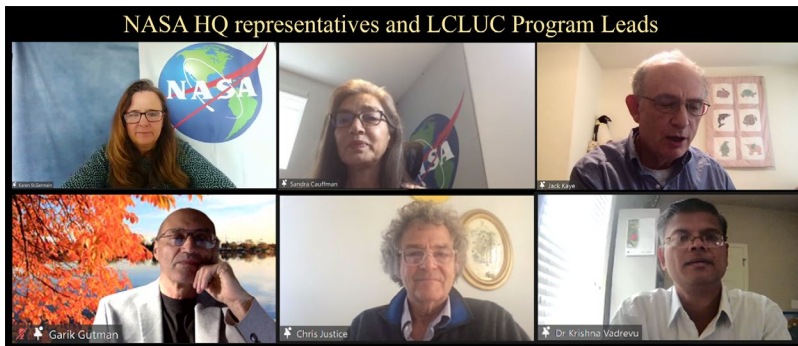 NASA HQ representatives and LCLUC Program Leads
NASA
NASA
Karen St.Germain
Sandra Cauffman
Jack Kaye
Garik Gutman
Chris Justice
Dr Krishna Vadrevu